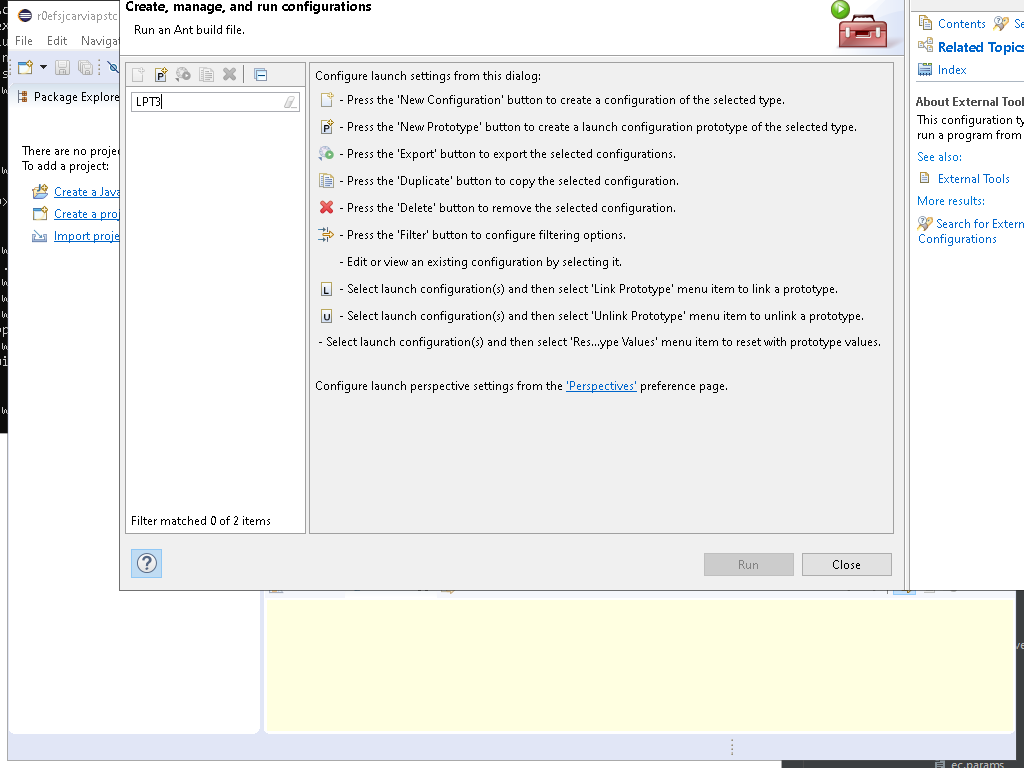 Create, manage, and run configurations
Run an Ant build file.
r0efsjcarviapstc
File Edit Naviga
Package Explore
There are no proje
To add a project:
Create a Java
Create a proj
Import proje
LPT3
Filter matched 0 of 2 items
Configure launch settings from this dialog:
- Press the 'New Configuration' button to create a configuration of the selected type.
- Press the 'New Prototype' button to create a launch configuration prototype of the selected type.
- Press the 'Export' button to export the selected configurations.
- Press the 'Duplicate' button to copy the selected configuration.
- Press the 'Delete' button to remove the selected configuration.
- Press the 'Filter' button to configure filtering options.
- Edit or view an existing configuration by selecting it.
- Select launch configuration(s) and then select 'Link Prototype' menu item to link a prototype.
- Select launch configuration(s) and then select 'Unlink Prototype' menu item to unlink a prototype.
- Select launch configuration(s) and then select 'Res...ype Values' menu item to reset with prototype values.
Configure launch perspective settings from the 'Perspectives' preference page.
Run
Close
Contents Se
Related Topics
Index
About External Tool
This configuration ty
run a program from
See also:
External Tools
More results:
Search for Extern
Configurations
ec.params